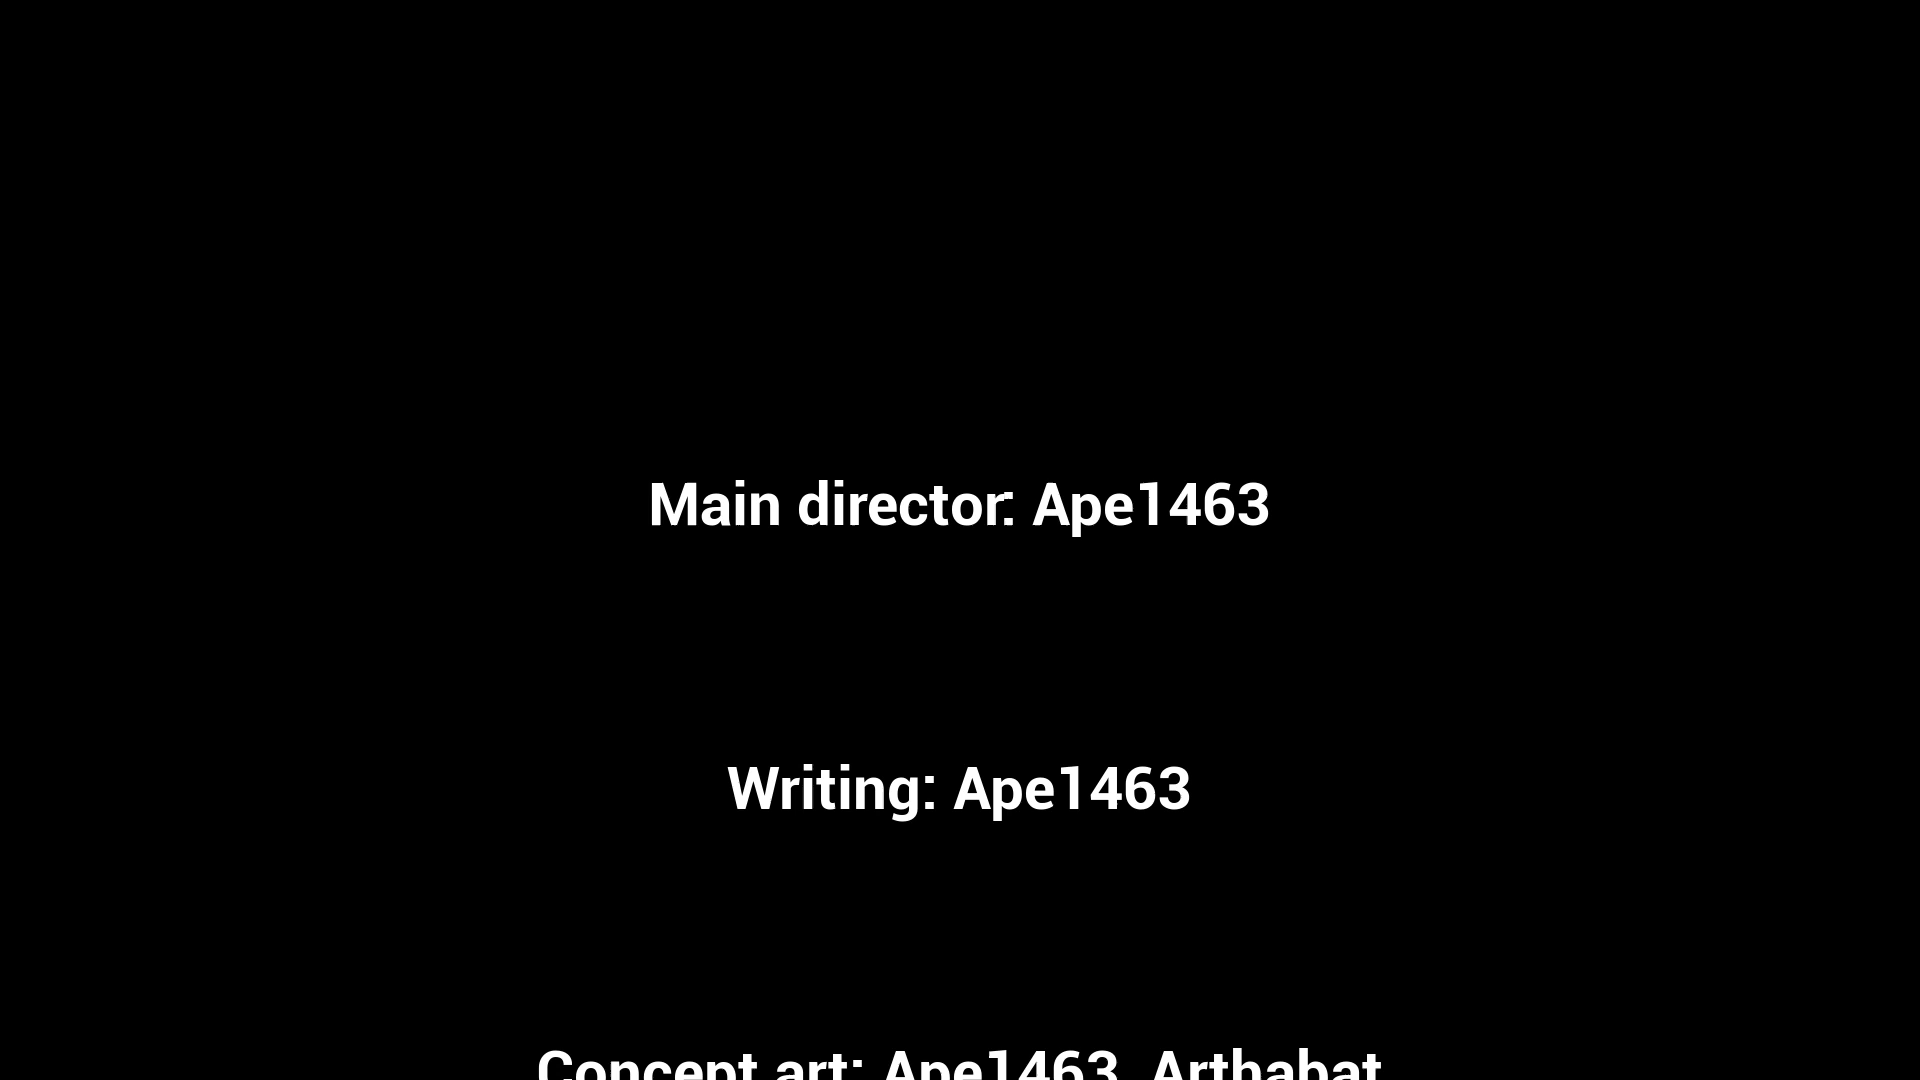 Main director: Ape1463
Writing: Ape1463
Concept art: Ape1463, Arthabat